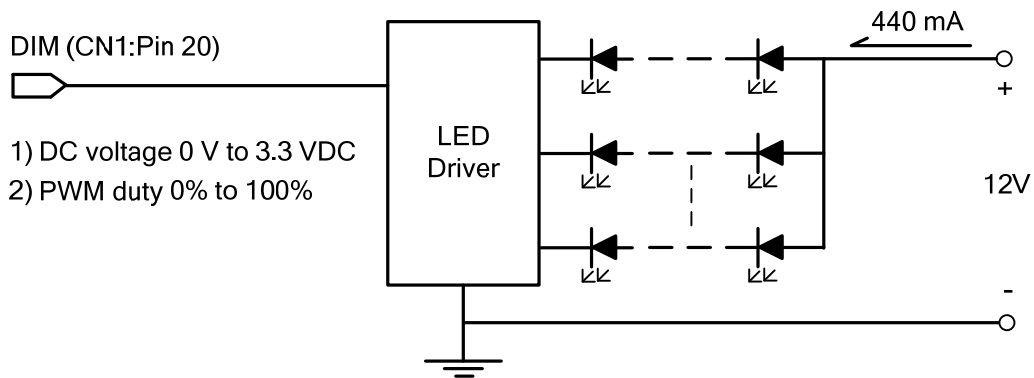 440 mA
DIM (CN1:Pin 20)
+
LED
Driver
1) DC voltage 0 V to 3.3 VDC
2) PWM duty 0% to 100%
12V
-